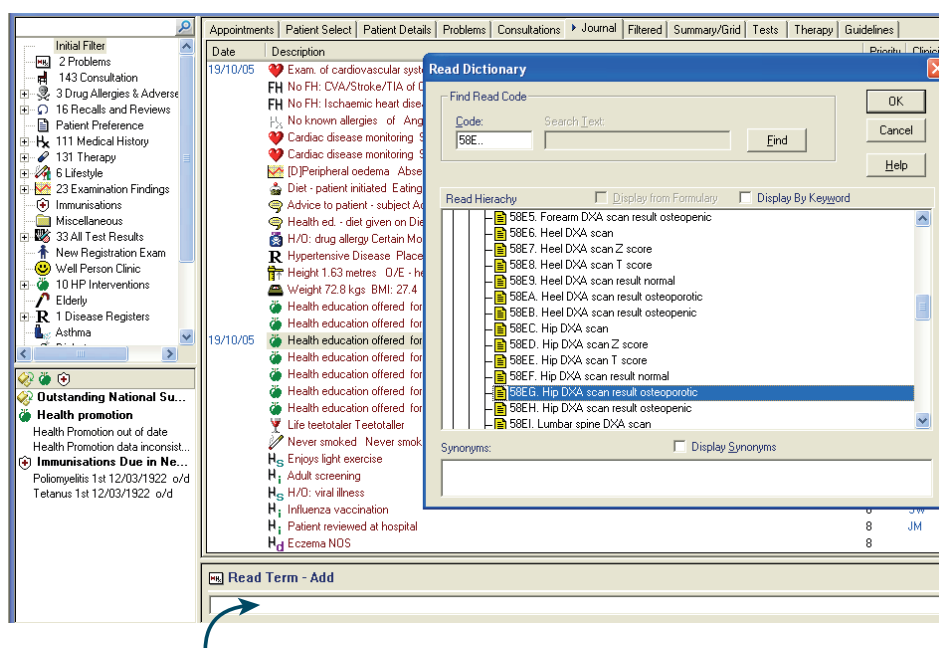 Initial Filter
2 Problems
143 Consultation
3 Drug Allergies & Adverse
16 Recalls and Reviews
Patient Preference
111 Medical History
131 Therapy
6 Lifestyle
23 Examination Findings
Immunisations
Miscellaneous
33 All Test Results
New Registration Exam
Well Person Clinic
10 HP Interventions
Elderly
1 Disease Registers
Asthma
Outstanding National Su...
Health promotion
Health Promotion out of date
Health Promotion data inconsist...
Immunisations Due in Ne...
Poliomyelitis 1st 12/03/1922 o/d
Tetanus 1st 12/03/1922 o/d
Appointments Patient Select Patient Details Problems Consultations Journal Filtered Summary/Grid Tests Therapy Guidelines
Date Description Priority Clinici
19/10/05 Exam. of cardiovascular syst
FH No FH: CVA/Stroke/TIA of
FH No FH: Ischaemic heart dise
No known allergies of Ang
Cardiac disease monitoring
Cardiac disease monitoring
[D]Peripheral oedema Abse
Diet - patient initiated Eating
Advice to patient - subject Ad
Health ed. - diet given on Die
H/O: drug allergy Certain Mo
R Hypertensive Disease Place
Height 1.63 metres O/E - he
Weight 72.8 kgs BMI: 27.4
Health education offered for
Health education offered for
19/10/05 Health education offered for
Health education offered for
Health education offered for
Health education offered for
Health education offered for
Life teetotaler Teetotaller
Never smoked Never smok
Hs Enjoys light exercise
Hi Adult screening
Hs H/O: viral illness
Hi Influenza vaccination
Hi Patient reviewed at hospital 8 JM
Hd Eczema NOS 8
Read Dictionary
Find Read Code
Code: Search Text:
58E.. Find
OK
Cancel
Help
Read Hierachy Display from Formulary Display By Keyword
58E5. Forearm DXA scan result osteopenic
58E6. Heel DXA scan
58E7. Heel DXA scan Z score
58E8. Heel DXA scan T score
58E9. Heel DXA scan result normal
58EA. Heel DXA scan result osteoporotic
58EB. Heel DXA scan result osteopenic
58EC. Hip DXA scan
58ED. Hip DXA scan Z score
58EE. Hip DXA scan T score
58EF. Hip DXA scan result normal
58EG. Hip DXA scan result osteoporotic
58EH. Hip DXA scan result osteopenic
58EI. Lumbar spine DXA scan
Synonyms: Display Synonyms
Read Term - Add